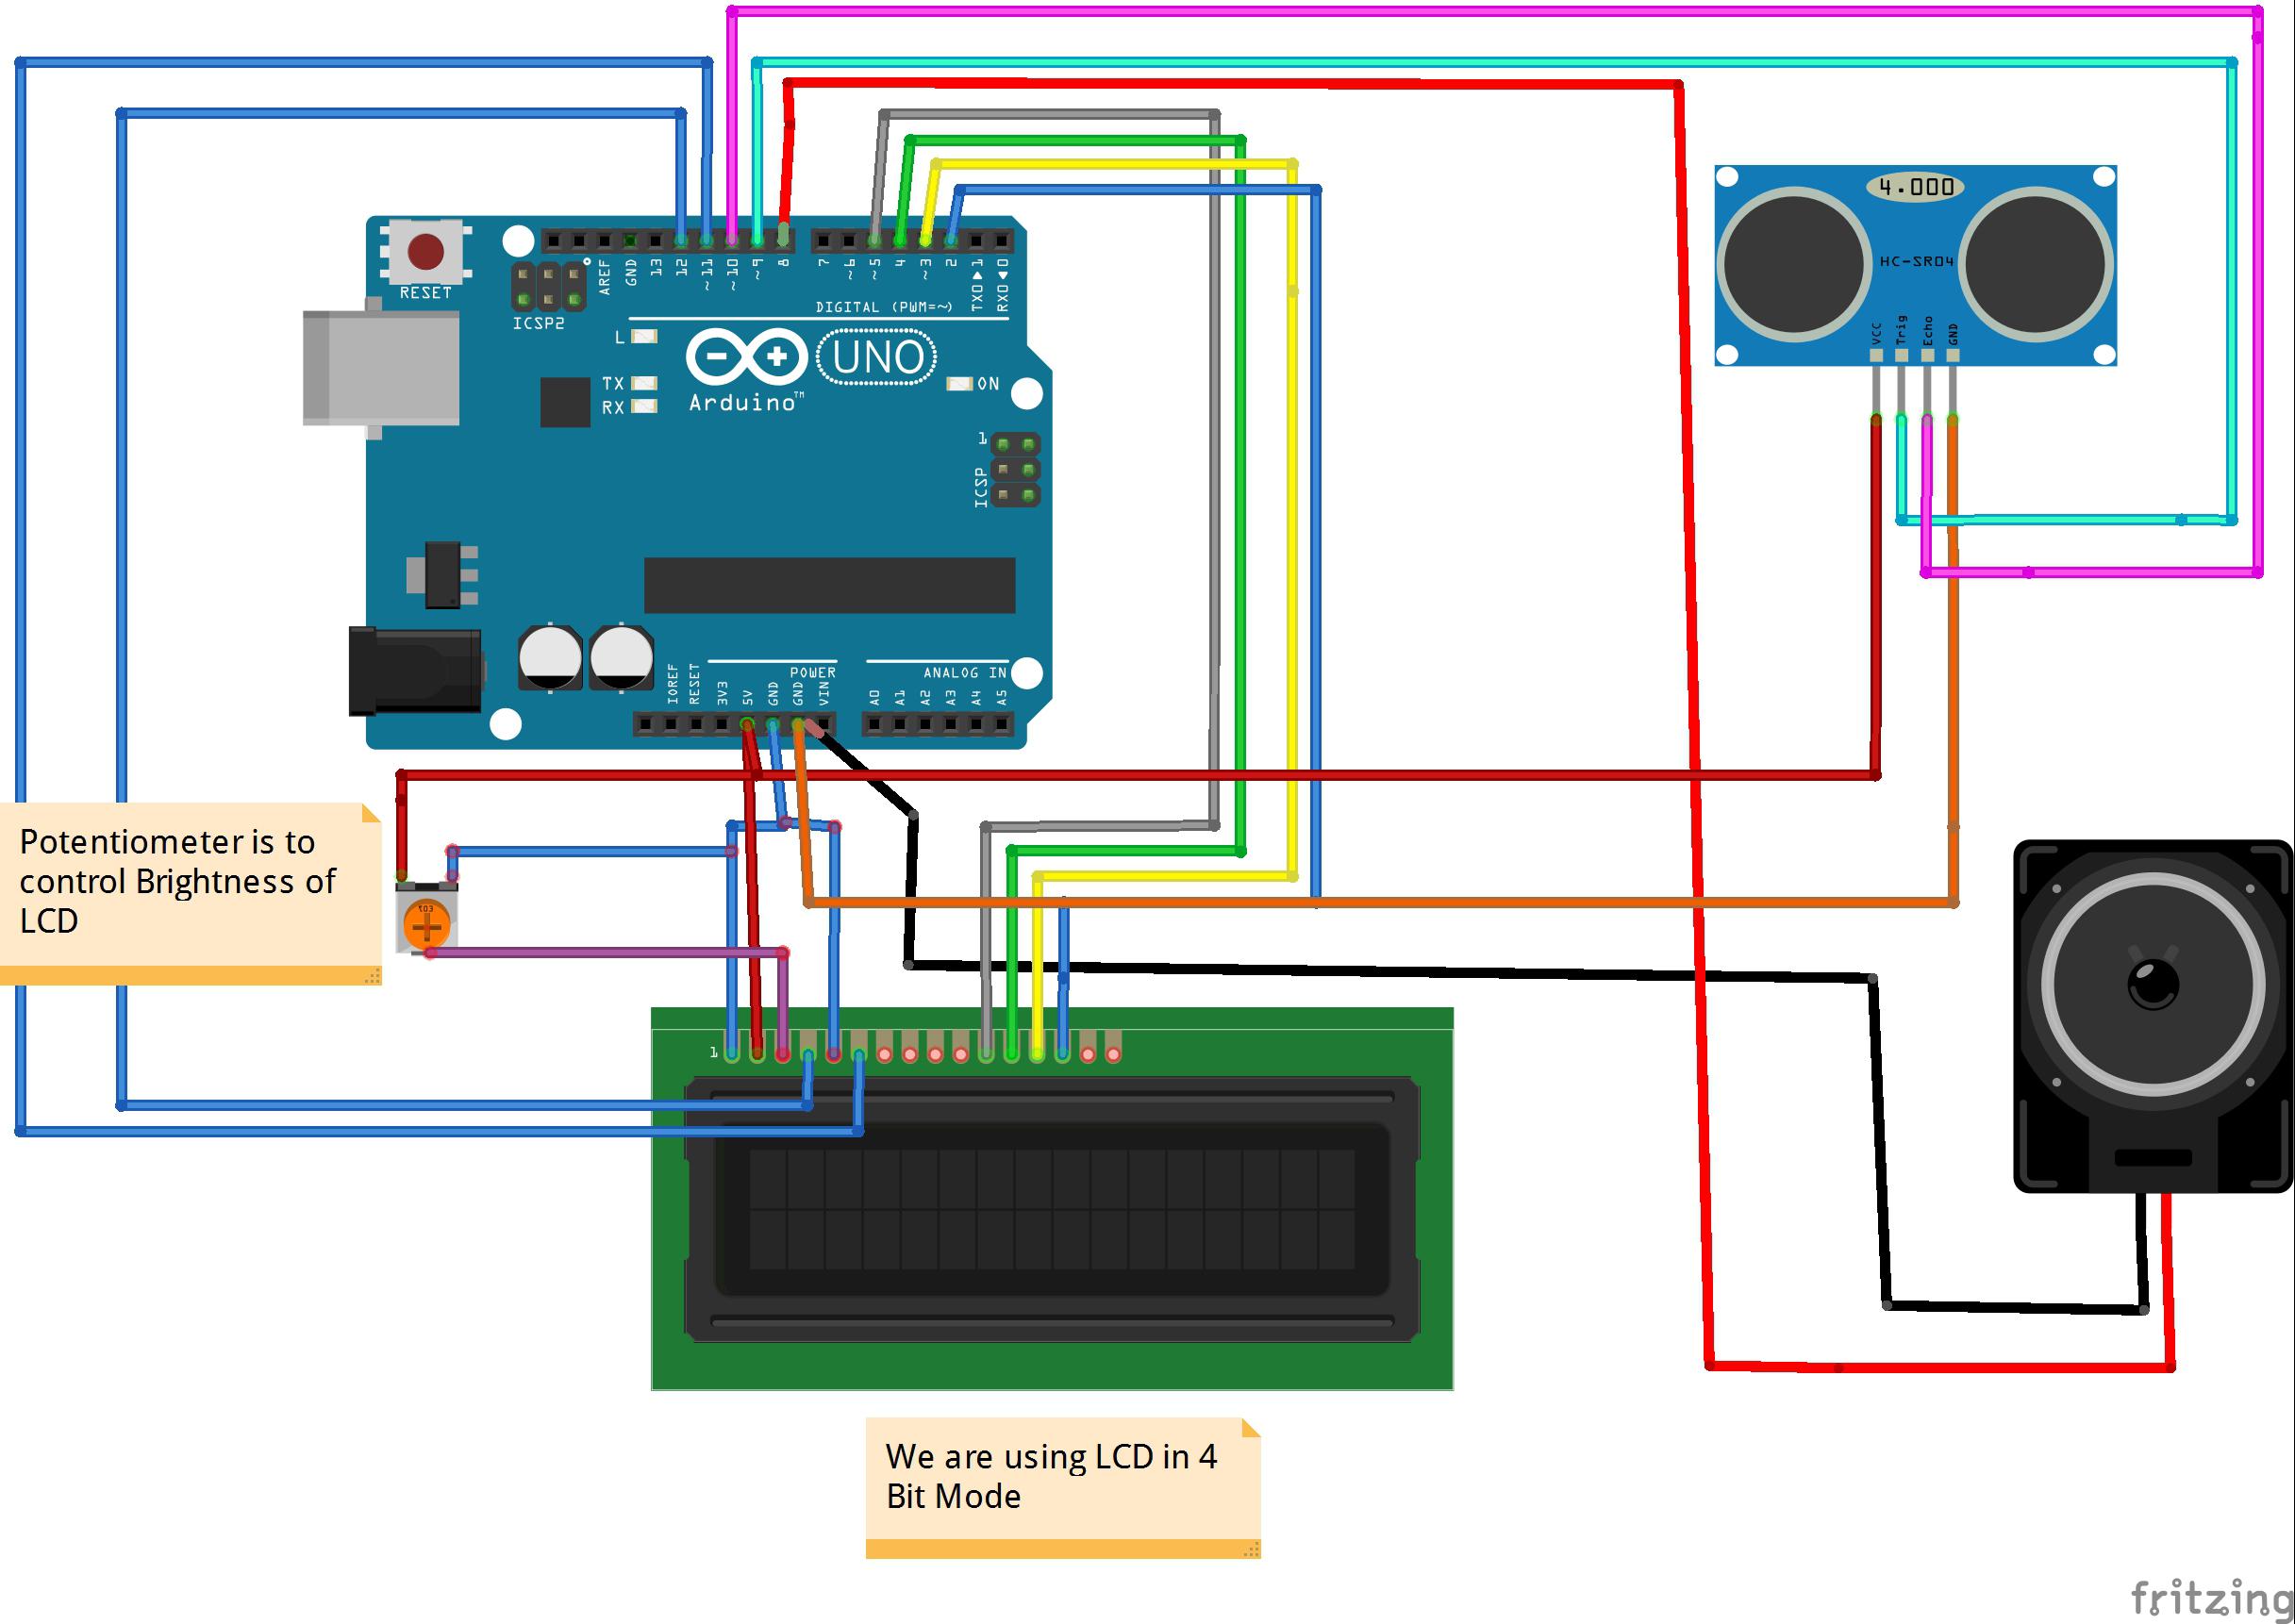 4.000
HC-SR04
VCC
Trig
Echo
GND
RESET
ICSP2
AREF
GND
13
12
~11
~10
~9
8
7
~6
~5
4
~3
2
TX0▶1
RX0◀0
DIGITAL (PWM=~)
L
TX
RX
UNO
Arduino™
ON
1
ICSP
IOREF
RESET
3V3
5V
GND
GND
VIN
POWER
ANALOG IN
A0
A1
A2
A3
A4
A5
Potentiometer is to
control Brightness of
LCD
103
1
We are using LCD in 4
Bit Mode
fritzing